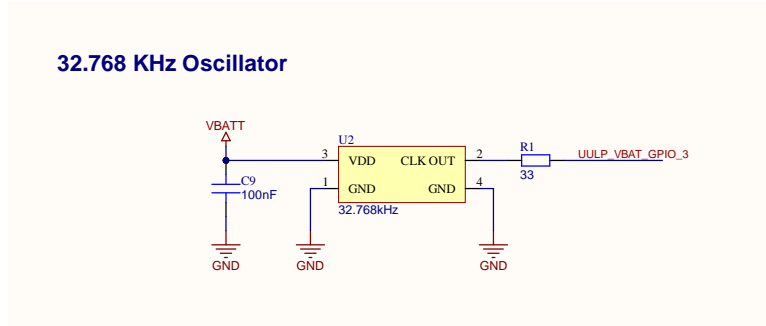 32.768 KHz Oscillator
VBATT
U2
3 VDD CLK OUT 2
R1
33
UULP_VBAT_GPIO_3
1 GND GND 4
32.768kHz
C9
100nF
GND
GND
GND